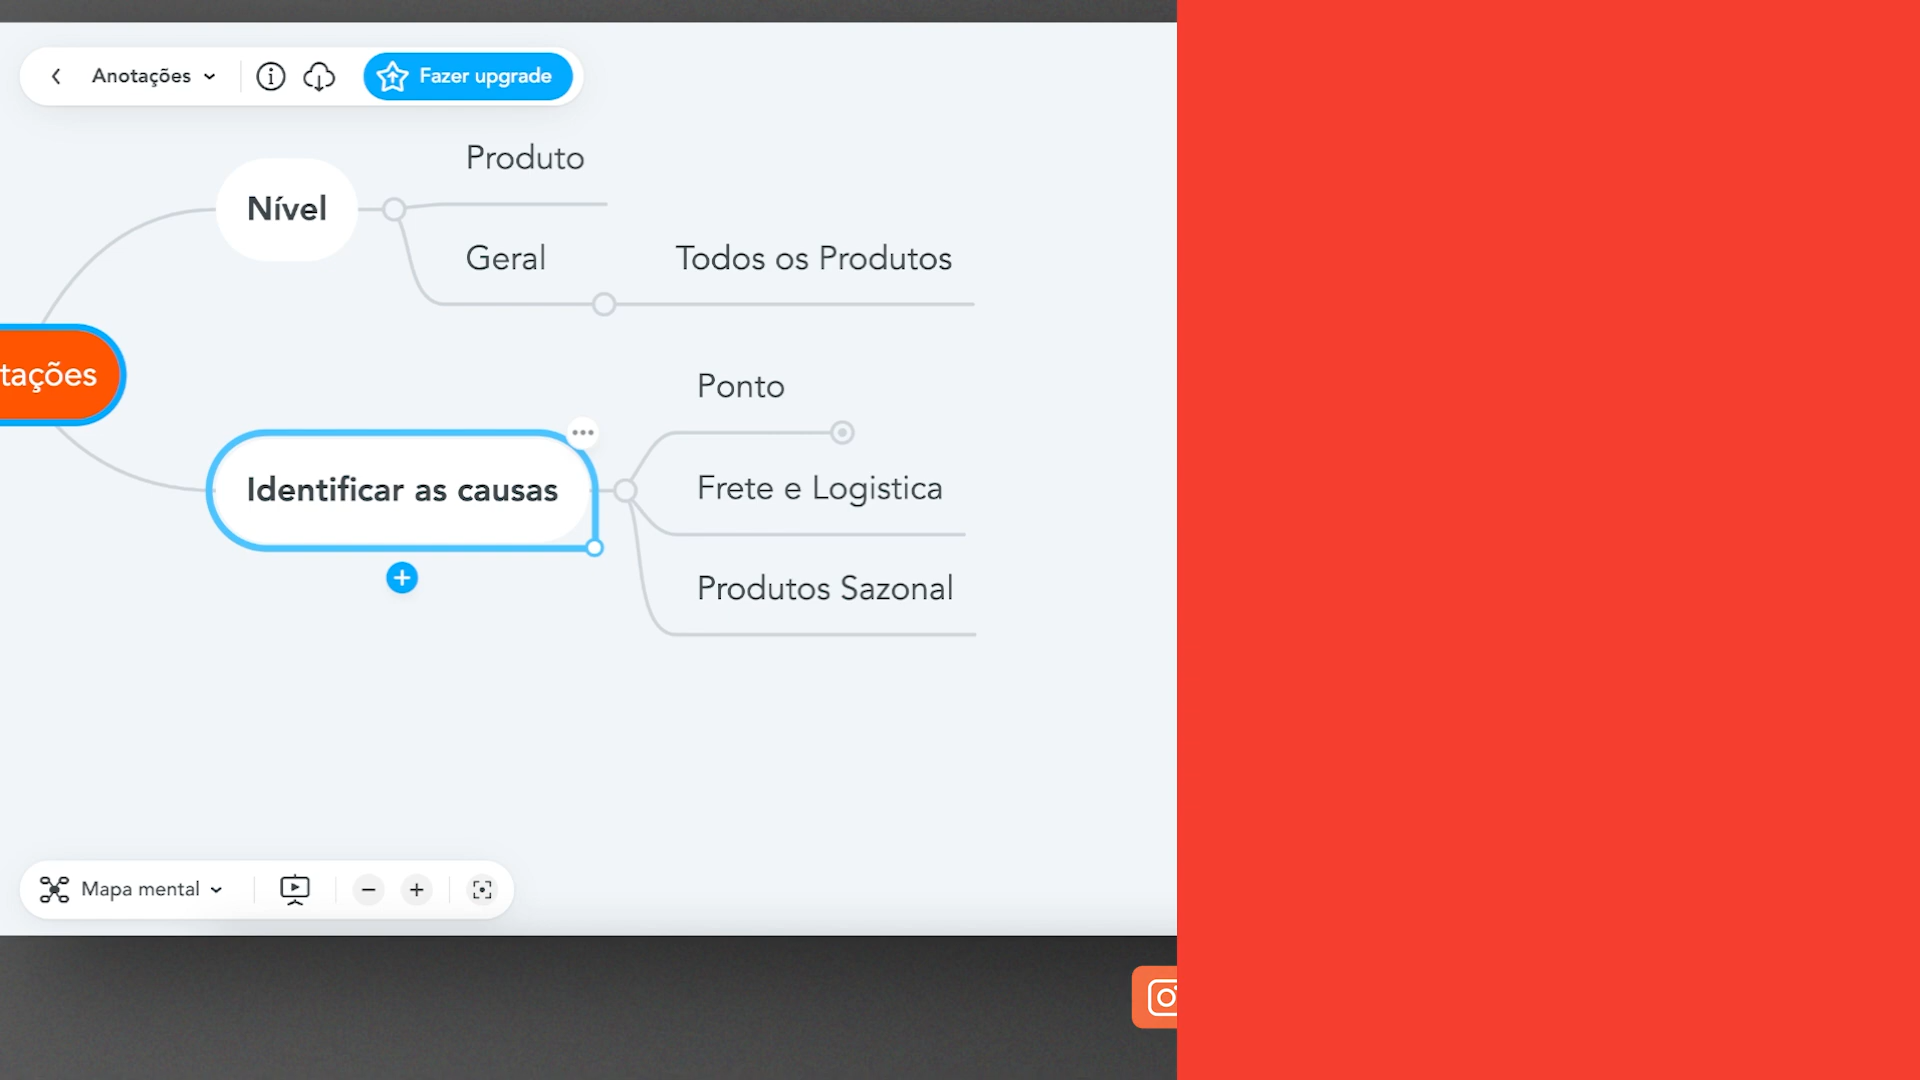 Anotações
Fazer upgrade
Produto
Nível
Geral
Todos os Produtos
tações
Ponto
Identificar as causas
Frete e Logistica
Produtos Sazonal
Mapa mental